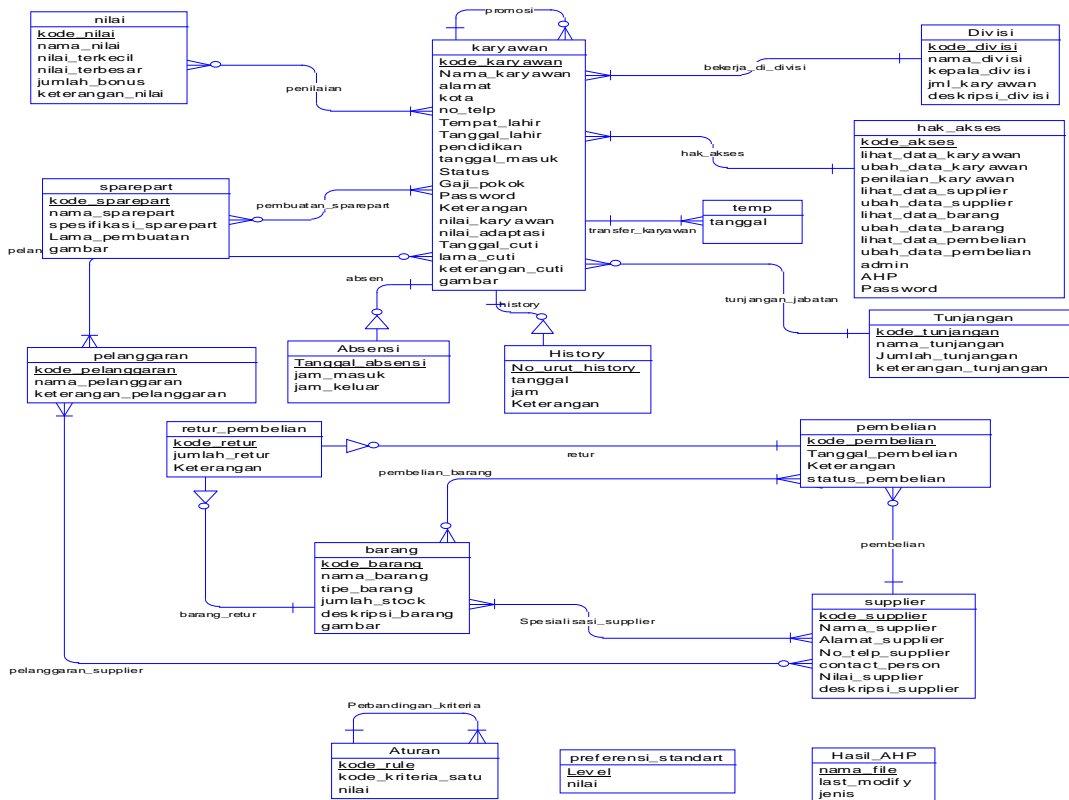 promosi
nilai
kode_nilai
nama_nilai
nilai_terkecil
nilai_terbesar
jumlah_bonus
keterangan_nilai
penilaian
karyawan
kode_karyawan
Nama_karyawan
alamat
kota
no_telp
Tempat_lahir
Tanggal_lahir
pendidikan
tanggal_masuk
Status
Gaji_pokok
Password
Keterangan
nilai_karyawan
nilai_adaptasi
Tanggal_cuti
lama_cuti
keterangan_cuti
gambar
bekerja_di_divisi
Divisi
kode_divisi
nama_divisi
kepala_divisi
jml_karyawan
deskripsi_divisi
hak_akses
hak_akses
kode_akses
lihat_data_karyawan
ubah_data_karyawan
penilaian_karyawan
lihat_data_supplier
ubah_data_supplier
lihat_data_barang
ubah_data_barang
lihat_data_pembelian
ubah_data_pembelian
admin
AHP
Password
sparepart
kode_sparepart
nama_sparepart
spesifikasi_sparepart
Lama_pembuatan
gambar
pembuatan_sparepart
pelan
temp
tanggal
transfer_karyawan
absen
history
tunjangan_jabatan
Tunjangan
kode_tunjangan
nama_tunjangan
Jumlah_tunjangan
keterangan_tunjangan
pelanggaran
kode_pelanggaran
nama_pelanggaran
keterangan_pelanggaran
Absensi
Tanggal_absensi
jam_masuk
jam_keluar
History
No_urut_history
tanggal
jam
Keterangan
retur_pembelian
kode_retur
jumlah_retur
Keterangan
retur
pembelian_barang
pembelian
kode_pembelian
Tanggal_pembelian
Keterangan
status_pembelian
pembelian
barang
kode_barang
nama_barang
tipe_barang
jumlah_stock
deskripsi_barang
gambar
barang_retur
Spesialisasi_supplier
supplier
kode_supplier
Nama_supplier
Alamat_supplier
No_telp_supplier
contact_person
Nilai_supplier
deskripsi_supplier
pelanggaran_supplier
Perbandingan_kriteria
Aturan
kode_rule
kode_kriteria_satu
nilai
preferensi_standart
Level
nilai
Hasil_AHP
nama_file
last_modify
jenis